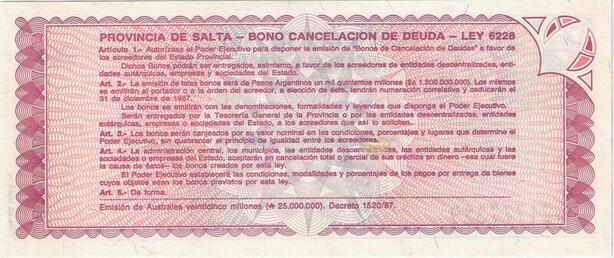 PROVINCIA DE SALTA – BONO CANCELACION DE DEUDA – LEY 6228
Artículo 1.- Autorízase al Poder Ejecutivo para disponer la emisión de "Bonos de Cancelación de Deudas" a favor de
los acreedores del Estado Provincial.
Dichos Bonos podrán ser entregados, asimismo, a favor de los acreedores de entidades descentralizadas, enti-
dades autárquicas, empresas y sociedades del Estado.
Art. 2.- La emisión de tales bonos será de Pesos Argentinos un mil quinientos millones ($a 1.500.000.000). Los mismos
se emitirán al portador o a la orden del acreedor, a elección de éste, tendrán numeración correlativa y caducarán el
31 de diciembre de 1987.
Los bonos se emitirán con las denominaciones, formalidades y leyendas que disponga el Poder Ejecutivo.
Serán entregados por la Tesorería General de la Provincia o por las entidades descentralizadas, entidades
autárquicas, empresas o sociedades del Estado, a los acreedores que así lo soliciten.
Art. 3.- Los bonos serán canjeados por su valor nominal en las condiciones, porcentajes y lugares que determine el
Poder Ejecutivo, sin quebrantar el principio de igualdad entre los acreedores.
Art. 4.- La administración central, los municipios, las entidades descentralizadas, las entidades autárquicas y las
sociedades o empresas del Estado, aceptarán en cancelación total o parcial de sus créditos en dinero –sea cual fuere
la causa de éstos– los bonos creados por esta ley.
El Poder Ejecutivo establecerá las condiciones, modalidades y porcentajes de los pagos por entrega de bienes
cuyos objetos sean los bonos previstos por esta ley.
Art. 5.- De forma.
Emisión de Australes veinticinco millones (₳ 25.000.000). Decreto 1520/87.